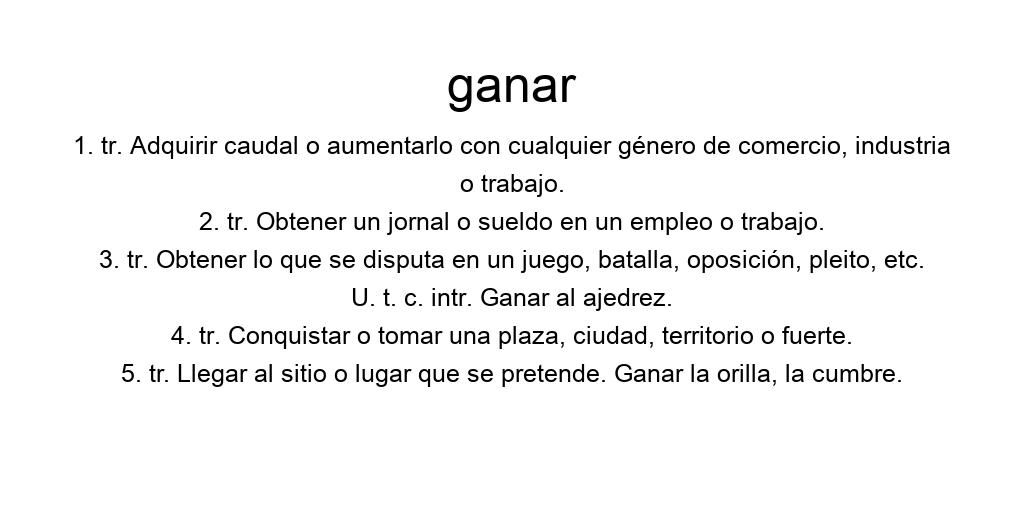 ganar
1. tr. Adquirir caudal o aumentarlo con cualquier género de comercio, industria
o trabajo.
2. tr. Obtener un jornal o sueldo en un empleo o trabajo.
3. tr. Obtener lo que se disputa en un juego, batalla, oposición, pleito, etc.
U. t. c. intr. Ganar al ajedrez.
4. tr. Conquistar o tomar una plaza, ciudad, territorio o fuerte.
5. tr. Llegar al sitio o lugar que se pretende. Ganar la orilla, la cumbre.